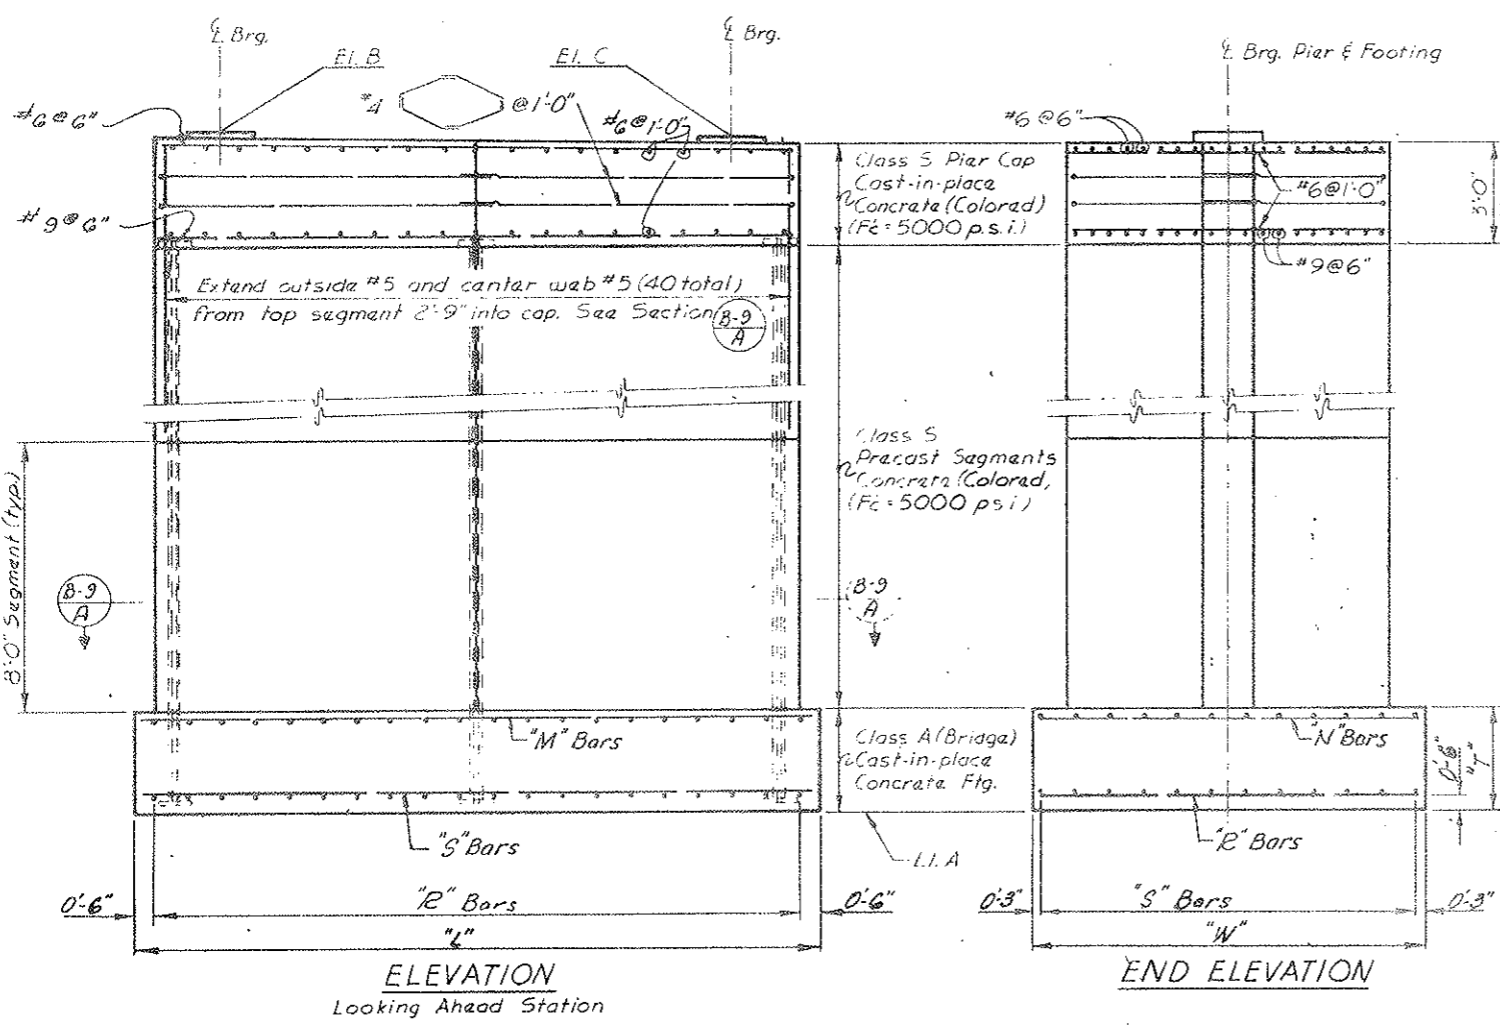 ℄ Brg.
El. B
El. C
℄ Brg.
℄ Brg. Pier & Footing
#6@6"
#4
@1'-0"
#6@1'-0"
#6@6"
#9@6"
Class S Pier Cap
Cast-in-place
Concrete (Colored)
(F'c=5000 p.s.i.)
#6@1'-0"
3'-0"
#9@6"
Extend outside #5 and center web #5 (40 total)
from top segment 2'-9" into cap. See Section
B-9
A
Class S
Precast Segments
Concrete (Colored,
(F'c=5000 psi)
8'-0" Segment (typ.)
B-9
A
B-9
A
"M" Bars
Class A (Bridge)
Cast-in-place
Concrete Ftg.
"N" Bars
0'-6"
"T"
"S" Bars
El. A
"R" Bars
0'-6"
"R" Bars
0'-6"
0'-3"
"S" Bars
0'-3"
"L"
"W"
ELEVATION
Looking Ahead Station
END ELEVATION